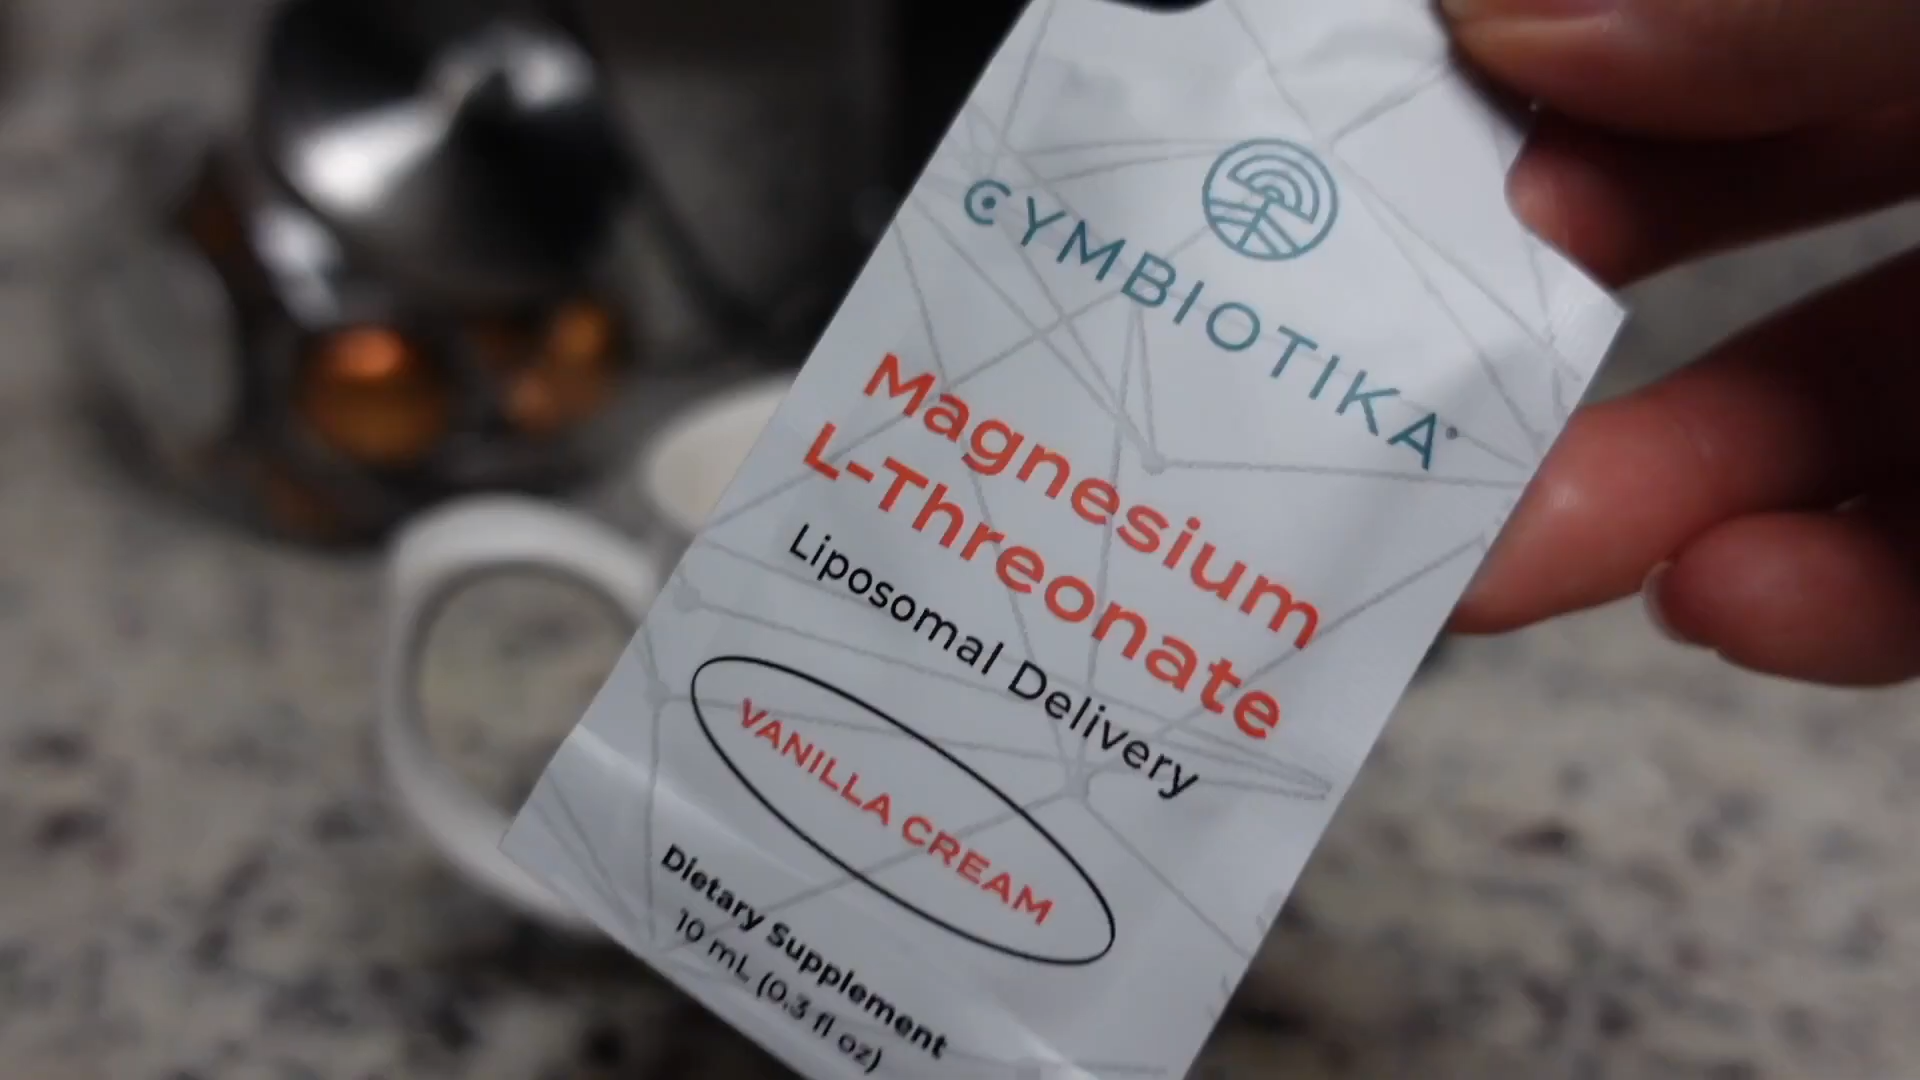 CYMBIOTIKA®
Magnesium
L-Threonate
Liposomal Delivery
VANILLA CREAM
Dietary Supplement
10 mL (0.3 fl oz)